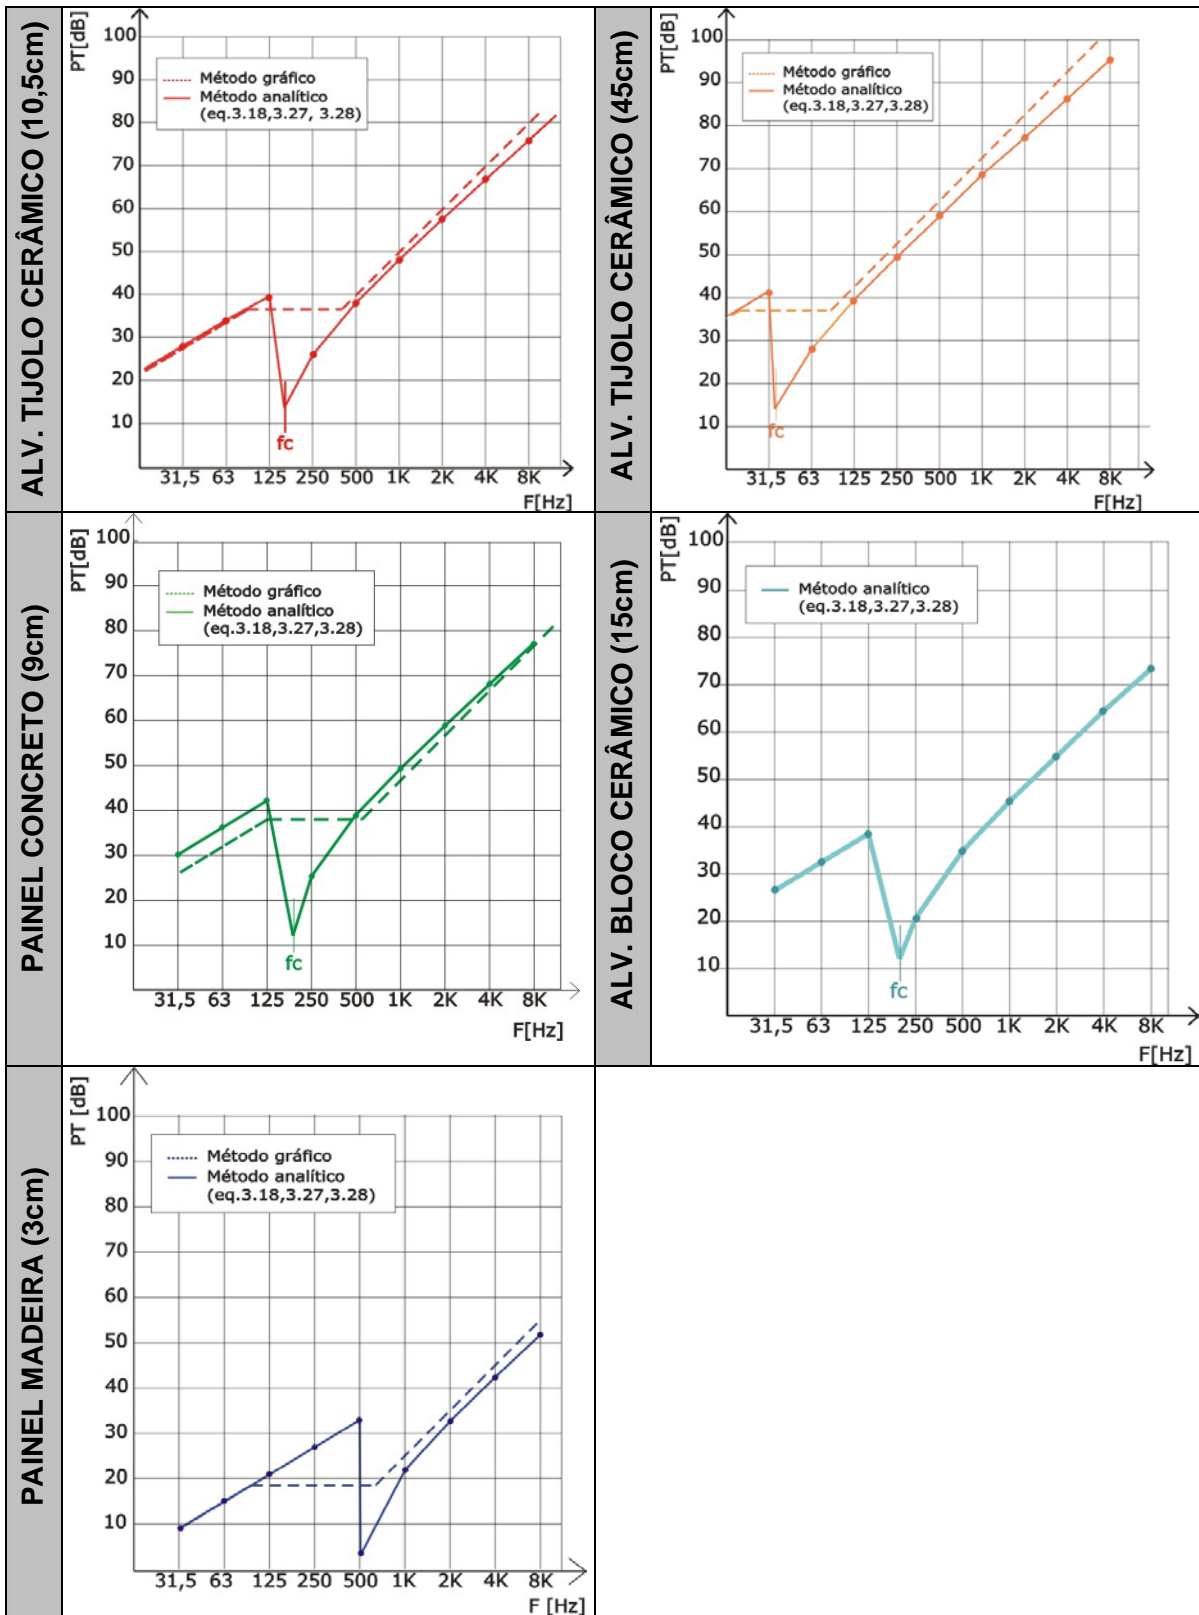 ALV. TIJOLO CERÂMICO (10,5cm)
PT[dB]
100
90
80
70
60
50
40
30
20
10
Método gráfico
Método analítico
(eq.3.18,3.27, 3.28)
fc
31,5 63 125 250 500 1K 2K 4K 8K
F[Hz]
ALV. TIJOLO CERÂMICO (45cm)
PT[dB]
100
90
80
70
60
50
40
30
20
10
Método gráfico
Método analítico
(eq.3.18,3.27,3.28)
fc
31,5 63 125 250 500 1K 2K 4K 8K
F[Hz]
PAINEL CONCRETO (9cm)
PT[dB]
100
90
80
70
60
50
40
30
20
10
Método gráfico
Método analítico
(eq.3.18,3.27,3.28)
fc
31,5 63 125 250 500 1K 2K 4K 8K
F[Hz]
ALV. BLOCO CERÂMICO (15cm)
PT[dB]
100
90
80
70
60
50
40
30
20
10
Método analítico
(eq.3.18,3.27,3.28)
fc
31,5 63 125 250 500 1K 2K 4K 8K
F[Hz]
PAINEL MADEIRA (3cm)
PT [dB]
100
90
80
70
60
50
40
30
20
10
Método gráfico
Método analítico
(eq.3.18,3.27,3.28)
31,5 63 125 250 500 1K 2K 4K 8K
F [Hz]